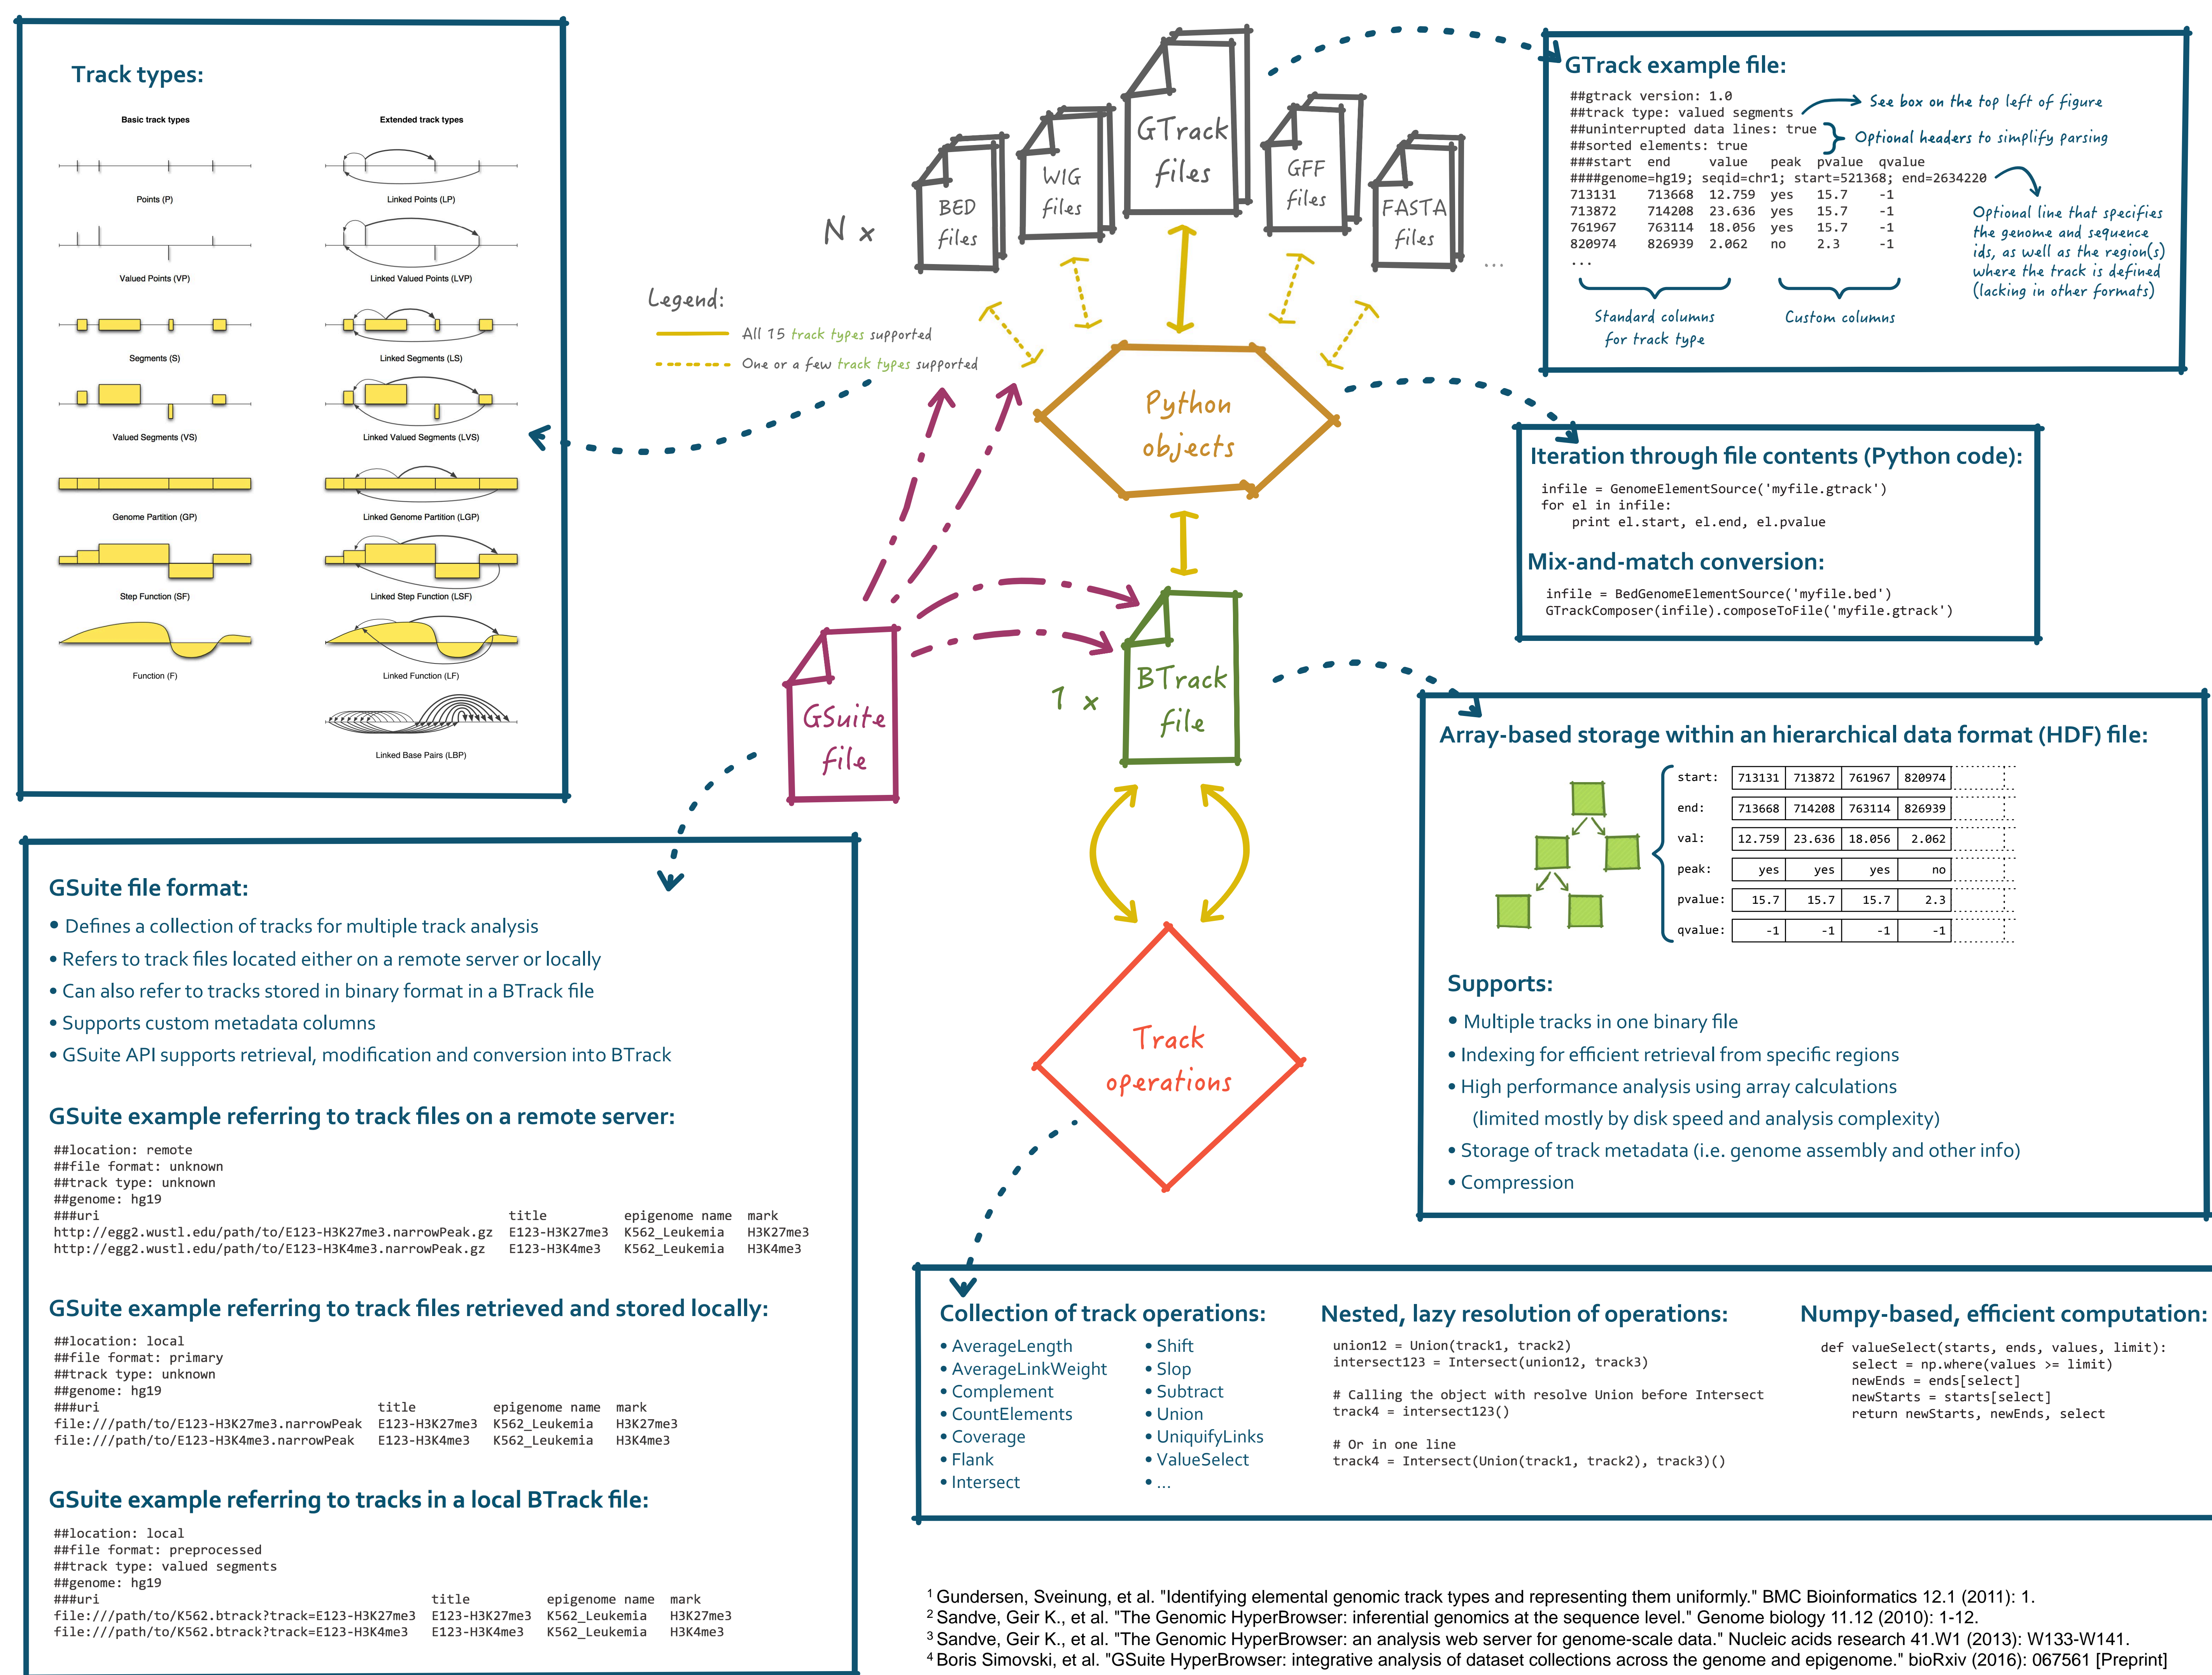 Track types:
Basic track types
Extended track types
Points (P)
Linked Points (LP)
Valued Points (VP)
Linked Valued Points (LVP)
Segments (S)
Linked Segments (LS)
Valued Segments (VS)
Linked Valued Segments (LVS)
Genome Partition (GP)
Linked Genome Partition (LGP)
Step Function (SF)
Linked Step Function (LSF)
Function (F)
Linked Function (LF)
Linked Base Pairs (LBP)
N x
BED
files
WIG
files
GTrack
files
GFF
files
FASTA
files
...
Legend:
All 15 track types supported
One or a few track types supported
Python
objects
GSuite
file
1 x
BTrack
file
Track
operations
GTrack example file:
##gtrack version: 1.0
##track type: valued segments
##uninterrupted data lines: true
##sorted elements: true
###start end value peak pvalue qvalue
####genome=hg19; seqid=chr1; start=521368; end=2634220
713131 713668 12.759 yes 15.7 -1
713872 714208 23.636 yes 15.7 -1
761967 763114 18.056 yes 15.7 -1
820974 826939 2.062 no 2.3 -1
...
See box on the top left of figure
Optional headers to simplify parsing
Optional line that specifies
the genome and sequence
ids, as well as the region(s)
where the track is defined
(lacking in other formats)
Standard columns
for track type
Custom columns
Iteration through file contents (Python code):
infile = GenomeElementSource('myfile.gtrack')
for el in infile:
    print el.start, el.end, el.pvalue
Mix-and-match conversion:
infile = BedGenomeElementSource('myfile.bed')
GTrackComposer(infile).composeToFile('myfile.gtrack')
Array-based storage within an hierarchical data format (HDF) file:
start: 713131 713872 761967 820974
end: 713668 714208 763114 826939
val: 12.759 23.636 18.056 2.062
peak: yes yes yes no
pvalue: 15.7 15.7 15.7 2.3
qvalue: -1 -1 -1 -1
Supports:
• Multiple tracks in one binary file
• Indexing for efficient retrieval from specific regions
• High performance analysis using array calculations
(limited mostly by disk speed and analysis complexity)
• Storage of track metadata (i.e. genome assembly and other info)
• Compression
GSuite file format:
• Defines a collection of tracks for multiple track analysis
• Refers to track files located either on a remote server or locally
• Can also refer to tracks stored in binary format in a BTrack file
• Supports custom metadata columns
• GSuite API supports retrieval, modification and conversion into BTrack
GSuite example referring to track files on a remote server:
##location: remote
##file format: unknown
##track type: unknown
##genome: hg19
###uri title epigenome name mark
http://egg2.wustl.edu/path/to/E123-H3K27me3.narrowPeak.gz E123-H3K27me3 K562_Leukemia H3K27me3
http://egg2.wustl.edu/path/to/E123-H3K4me3.narrowPeak.gz E123-H3K4me3 K562_Leukemia H3K4me3
GSuite example referring to track files retrieved and stored locally:
##location: local
##file format: primary
##track type: unknown
##genome: hg19
###uri title epigenome name mark
file:///path/to/E123-H3K27me3.narrowPeak E123-H3K27me3 K562_Leukemia H3K27me3
file:///path/to/E123-H3K4me3.narrowPeak E123-H3K4me3 K562_Leukemia H3K4me3
GSuite example referring to tracks in a local BTrack file:
##location: local
##file format: preprocessed
##track type: valued segments
##genome: hg19
###uri title epigenome name mark
file:///path/to/K562.btrack?track=E123-H3K27me3 E123-H3K27me3 K562_Leukemia H3K27me3
file:///path/to/K562.btrack?track=E123-H3K4me3 E123-H3K4me3 K562_Leukemia H3K4me3
Collection of track operations:
• AverageLength
• AverageLinkWeight
• Complement
• CountElements
• Coverage
• Flank
• Intersect
• Shift
• Slop
• Subtract
• Union
• UniquifyLinks
• ValueSelect
• ...
Nested, lazy resolution of operations:
union12 = Union(track1, track2)
intersect123 = Intersect(union12, track3)
# Calling the object with resolve Union before Intersect
track4 = intersect123()
# Or in one line
track4 = Intersect(Union(track1, track2), track3)()
Numpy-based, efficient computation:
def valueSelect(starts, ends, values, limit):
    select = np.where(values >= limit)
    newEnds = ends[select]
    newStarts = starts[select]
    return newStarts, newEnds, select
1 Gundersen, Sveinung, et al. "Identifying elemental genomic track types and representing them uniformly." BMC Bioinformatics 12.1 (2011): 1.
2 Sandve, Geir K., et al. "The Genomic HyperBrowser: inferential genomics at the sequence level." Genome biology 11.12 (2010): 1-12.
3 Sandve, Geir K., et al. "The Genomic HyperBrowser: an analysis web server for genome-scale data." Nucleic acids research 41.W1 (2013): W133-W141.
4 Boris Simovski, et al. "GSuite HyperBrowser: integrative analysis of dataset collections across the genome and epigenome." bioRxiv (2016): 067561 [Preprint]